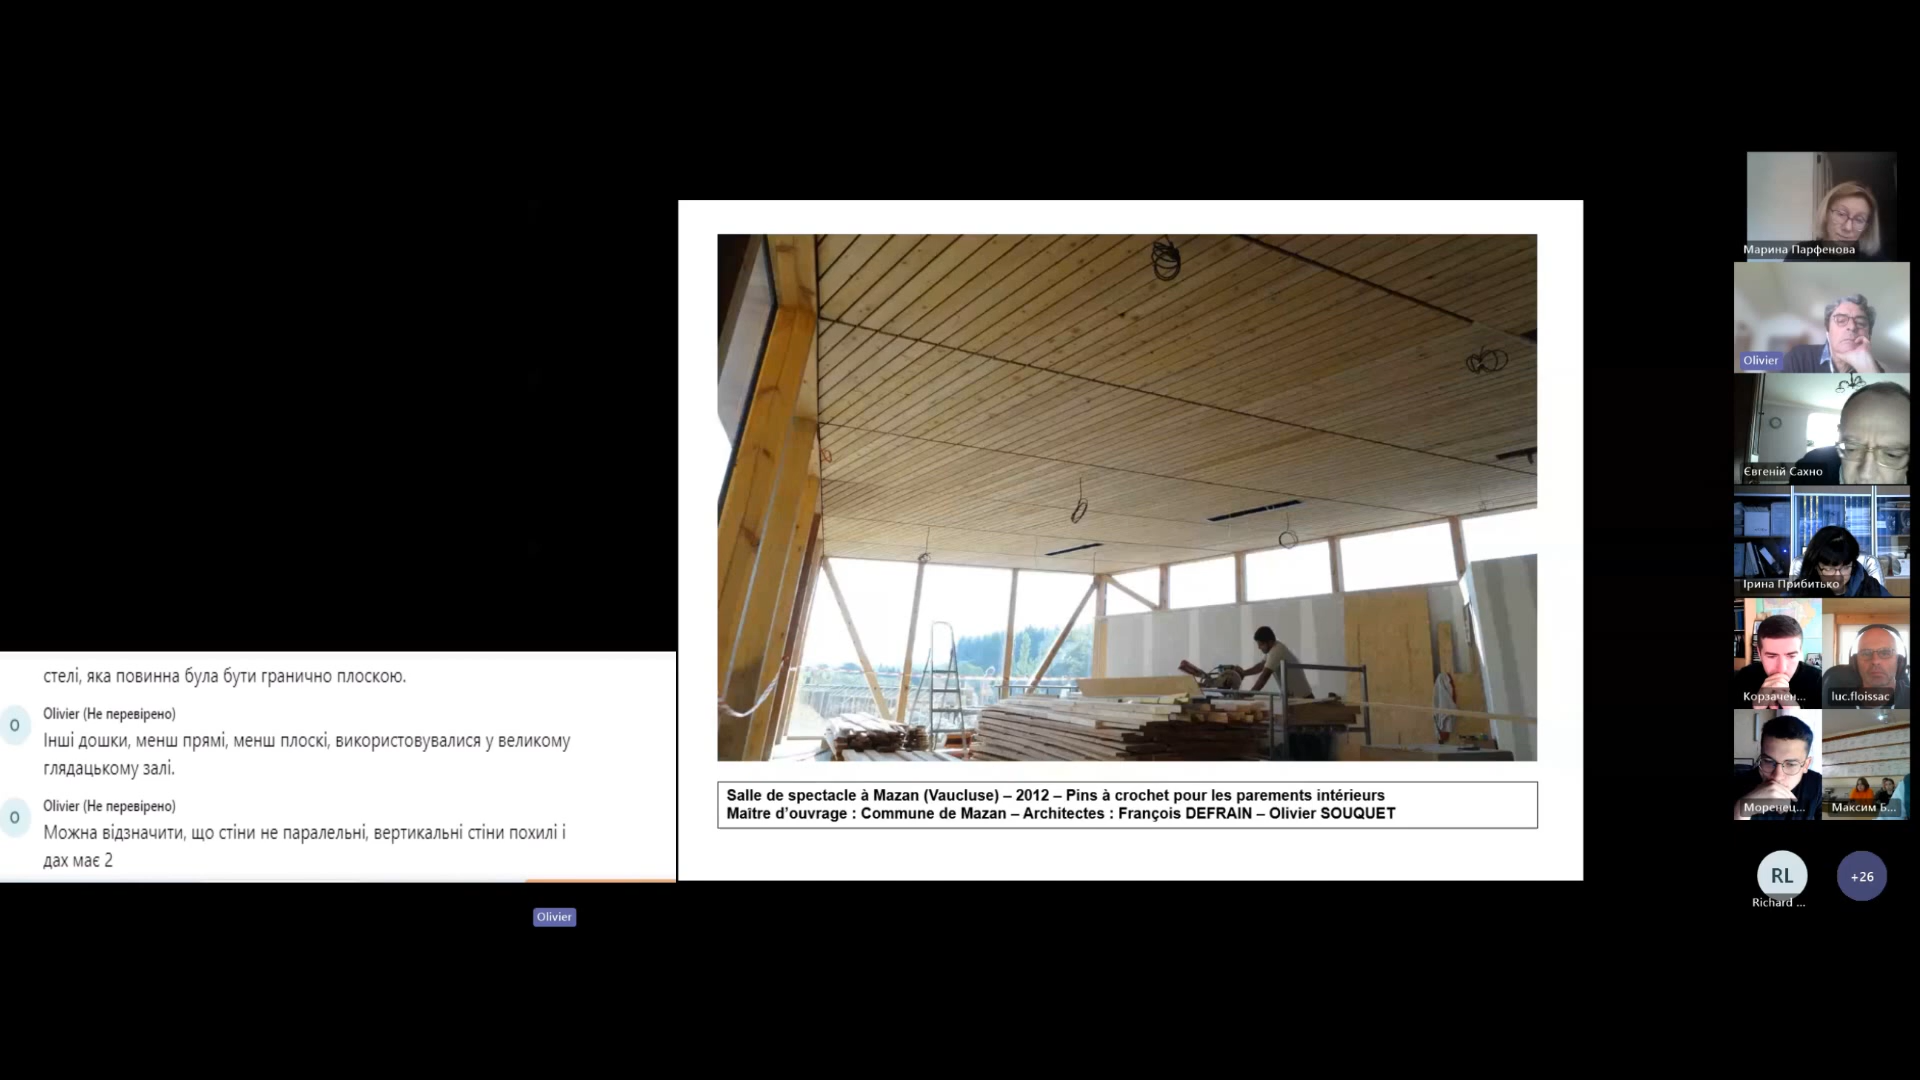 стелі, яка повинна була бути гранично плоскою.
O
Olivier (Не перевірено)
Інші дошки, менш прямі, менш плоскі, використовувалися у великому
глядацькому залі.
O
Olivier (Не перевірено)
Можна відзначити, що стіни не паралельні, вертикальні стіни похилі і
дах має 2
Olivier
Salle de spectacle à Mazan (Vaucluse) – 2012 – Pins à crochet pour les parements intérieurs
Maître d’ouvrage : Commune de Mazan – Architectes : François DEFRAIN – Olivier SOUQUET
Марина Парфенова
Olivier
Євгеній Сахно
Ірина Прибитько
Корзачен...
luc.floissac
Моренец...
Максим Б...
RL
Richard ...
+26